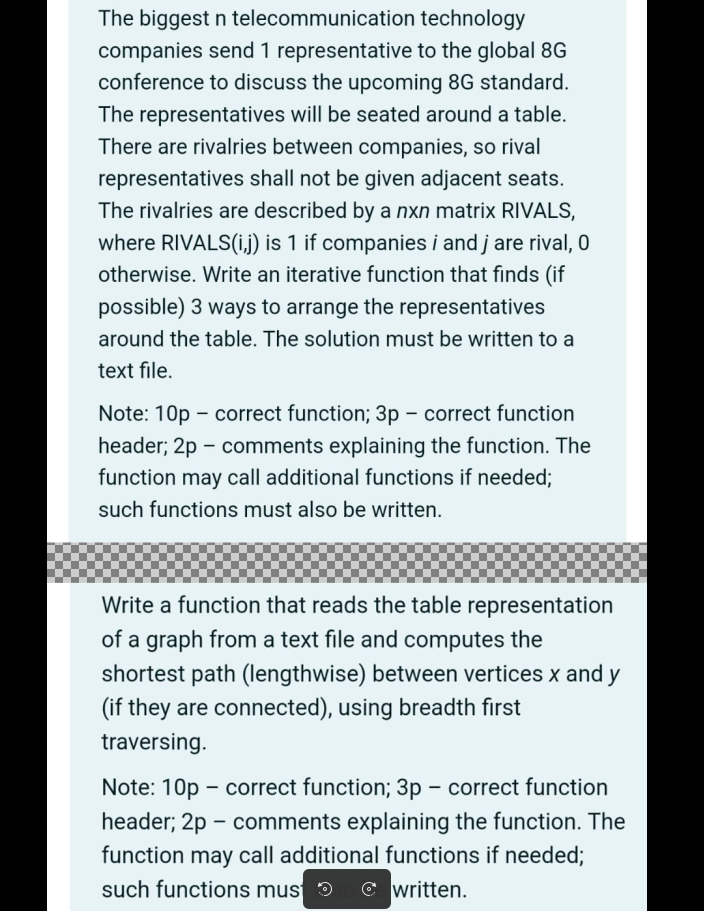 The biggest n telecommunication technology
companies send 1 representative to the global 8G
conference to discuss the upcoming 8G standard.
The representatives will be seated around a table.
There are rivalries between companies, so rival
representatives shall not be given adjacent seats.
The rivalries are described by a nxn matrix RIVALS,
where RIVALS(i,j) is 1 if companies i and j are rival, 0
otherwise. Write an iterative function that finds (if
possible) 3 ways to arrange the representatives
around the table. The solution must be written to a
text file.
Note: 10p – correct function; 3p – correct function
header; 2p – comments explaining the function. The
function may call additional functions if needed;
such functions must also be written.
Write a function that reads the table representation
of a graph from a text file and computes the
shortest path (lengthwise) between vertices x and y
(if they are connected), using breadth first
traversing.
Note: 10p – correct function; 3p – correct function
header; 2p – comments explaining the function. The
function may call additional functions if needed;
such functions must written.